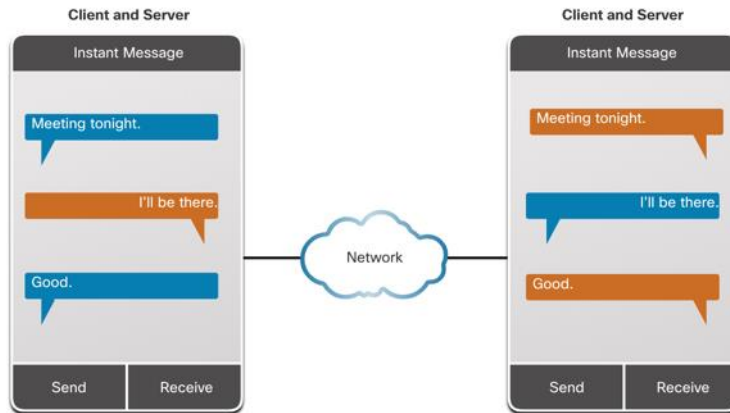 Client and Server
Instant Message
Meeting tonight.
I'll be there.
Good.
Send
Receive
Network
Client and Server
Instant Message
Meeting tonight.
I'll be there.
Good.
Send
Receive